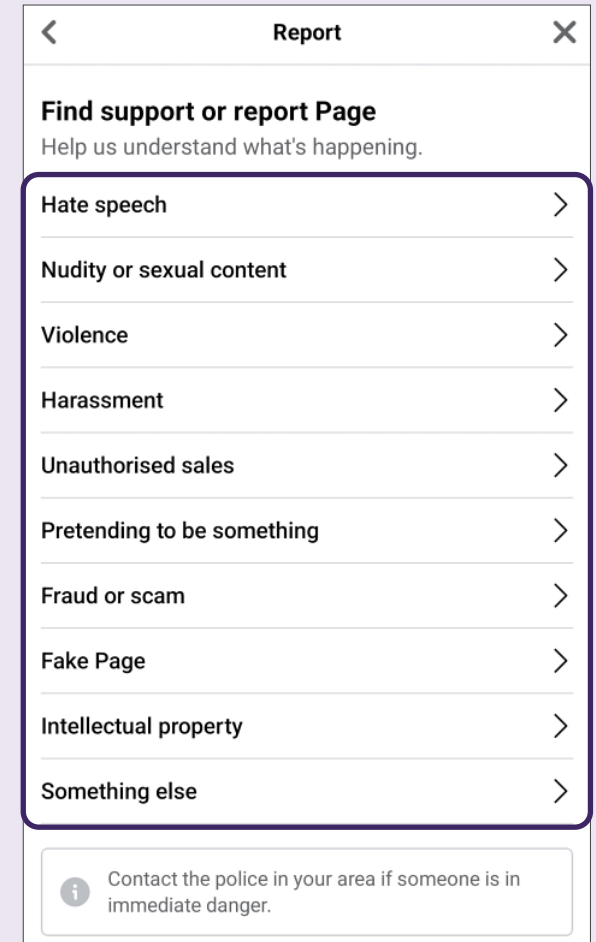 Report
Find support or report Page
Help us understand what's happening.
Hate speech
Nudity or sexual content
Violence
Harassment
Unauthorised sales
Pretending to be something
Fraud or scam
Fake Page
Intellectual property
Something else
Contact the police in your area if someone is in
immediate danger.